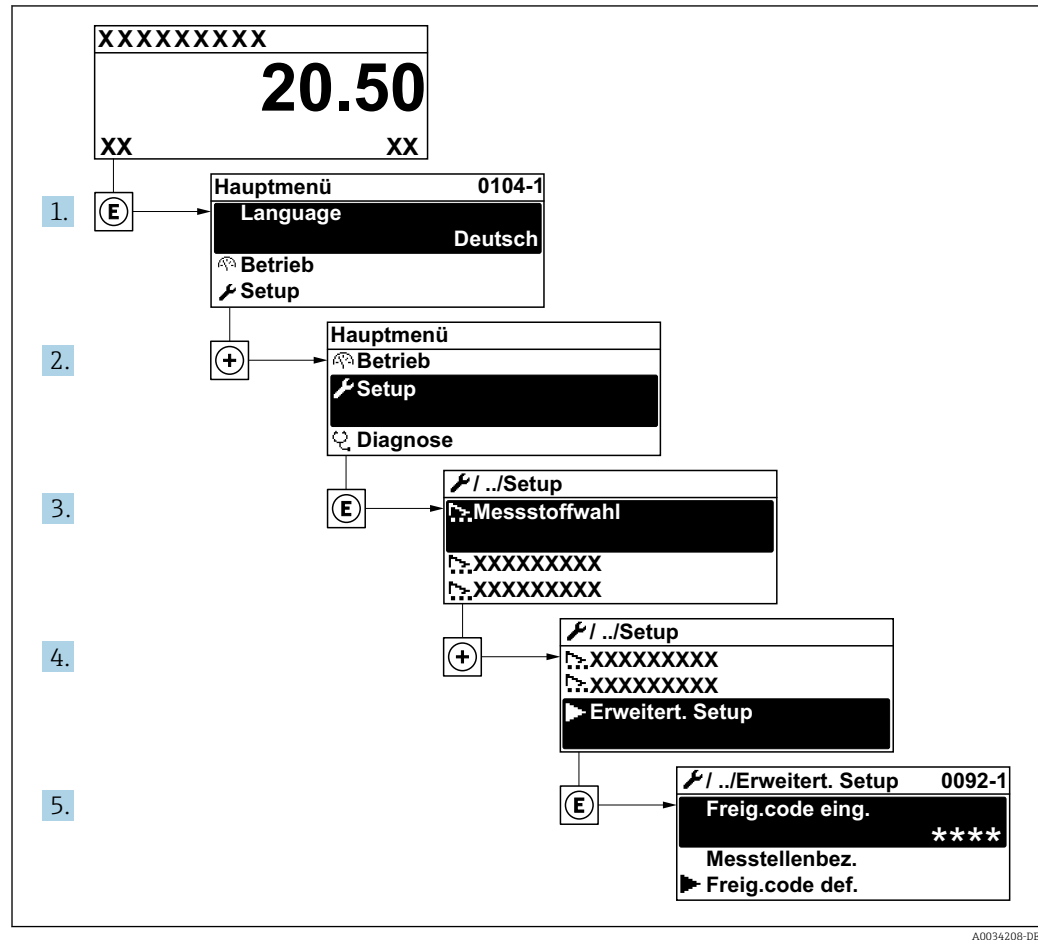 XXXXXXXXX
20.50
XX XX
1. E
Hauptmenü 0104-1
Language
Deutsch
Betrieb
Setup
2. +
Hauptmenü
Betrieb
Setup
Diagnose
3. E
/ ../Setup
Messstoffwahl
XXXXXXXXX
XXXXXXXXX
4. +
/ ../Setup
XXXXXXXXX
XXXXXXXXX
Erweitert. Setup
5. E
/ ../Erweitert. Setup 0092-1
Freig.code eing.
****
Messtellenbez.
Freig.code def.
A0034208-DE